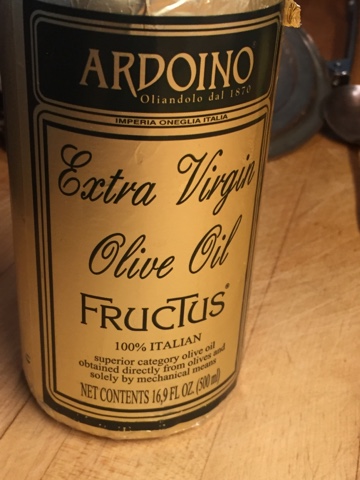 ARDOINO®
Oliandolo dal 1870
IMPERIA ONEGLIA ITALIA
Extra Virgin
Olive Oil
FRUCTUS®
100% ITALIAN
superior category olive oil
obtained directly from olives and
solely by mechanical means
NET CONTENTS 16,9 FL OZ. (500 ml)